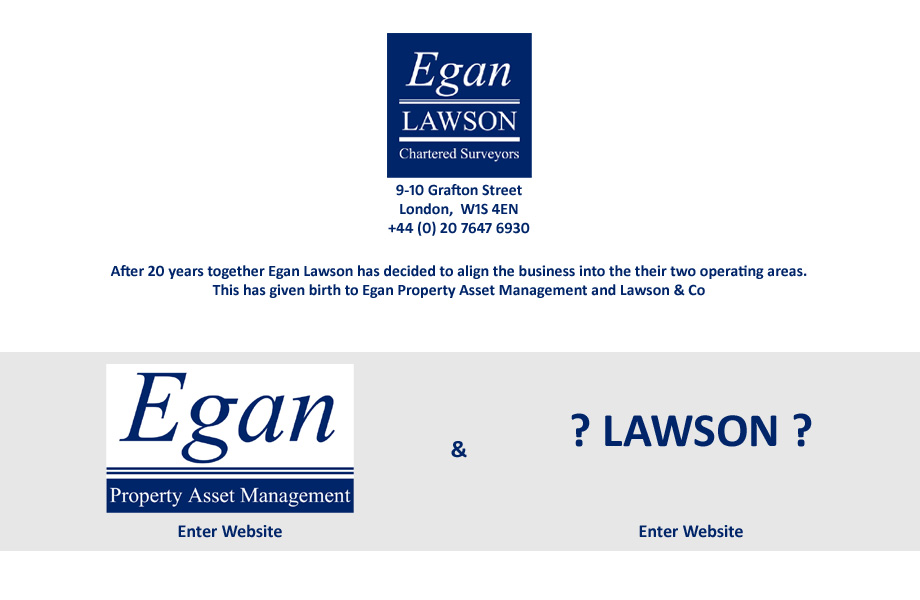 Egan
LAWSON
Chartered Surveyors
9-10 Grafton Street
London, W1S 4EN
+44 (0) 20 7647 6930
After 20 years together Egan Lawson has decided to align the business into the their two operating areas.
This has given birth to Egan Property Asset Management and Lawson & Co
Egan
Property Asset Management
Enter Website
&
? LAWSON ?
Enter Website